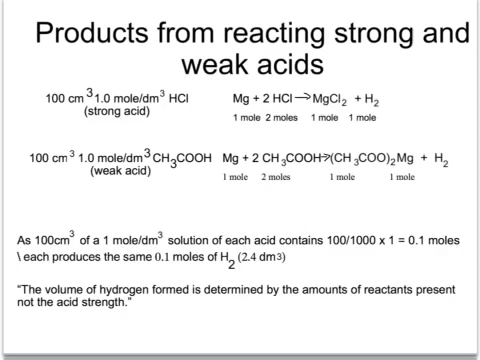 Products from reacting strong and
weak acids
100 cm³ 1.0 mole/dm³ HCl Mg + 2 HCl → MgCl₂ + H₂
(strong acid) 1 mole 2 moles 1 mole 1 mole
100 cm³ 1.0 mole/dm³ CH₃COOH Mg + 2 CH₃COOH → (CH₃COO)₂Mg + H₂
(weak acid) 1 mole 2 moles 1 mole 1 mole
As 100cm³ of a 1 mole/dm³ solution of each acid contains 100/1000 x 1 = 0.1 moles
\ each produces the same 0.1 moles of H₂ (2.4 dm3)
“The volume of hydrogen formed is determined by the amounts of reactants present
not the acid strength.”